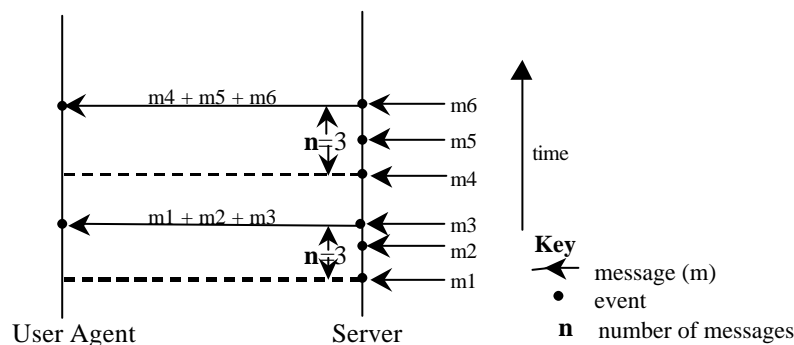 m4 + m5 + m6
m6
n=3
m5
m4
time
m1 + m2 + m3
m3
n=3
m2
m1
Key
message (m)
event
n number of messages
User Agent
Server